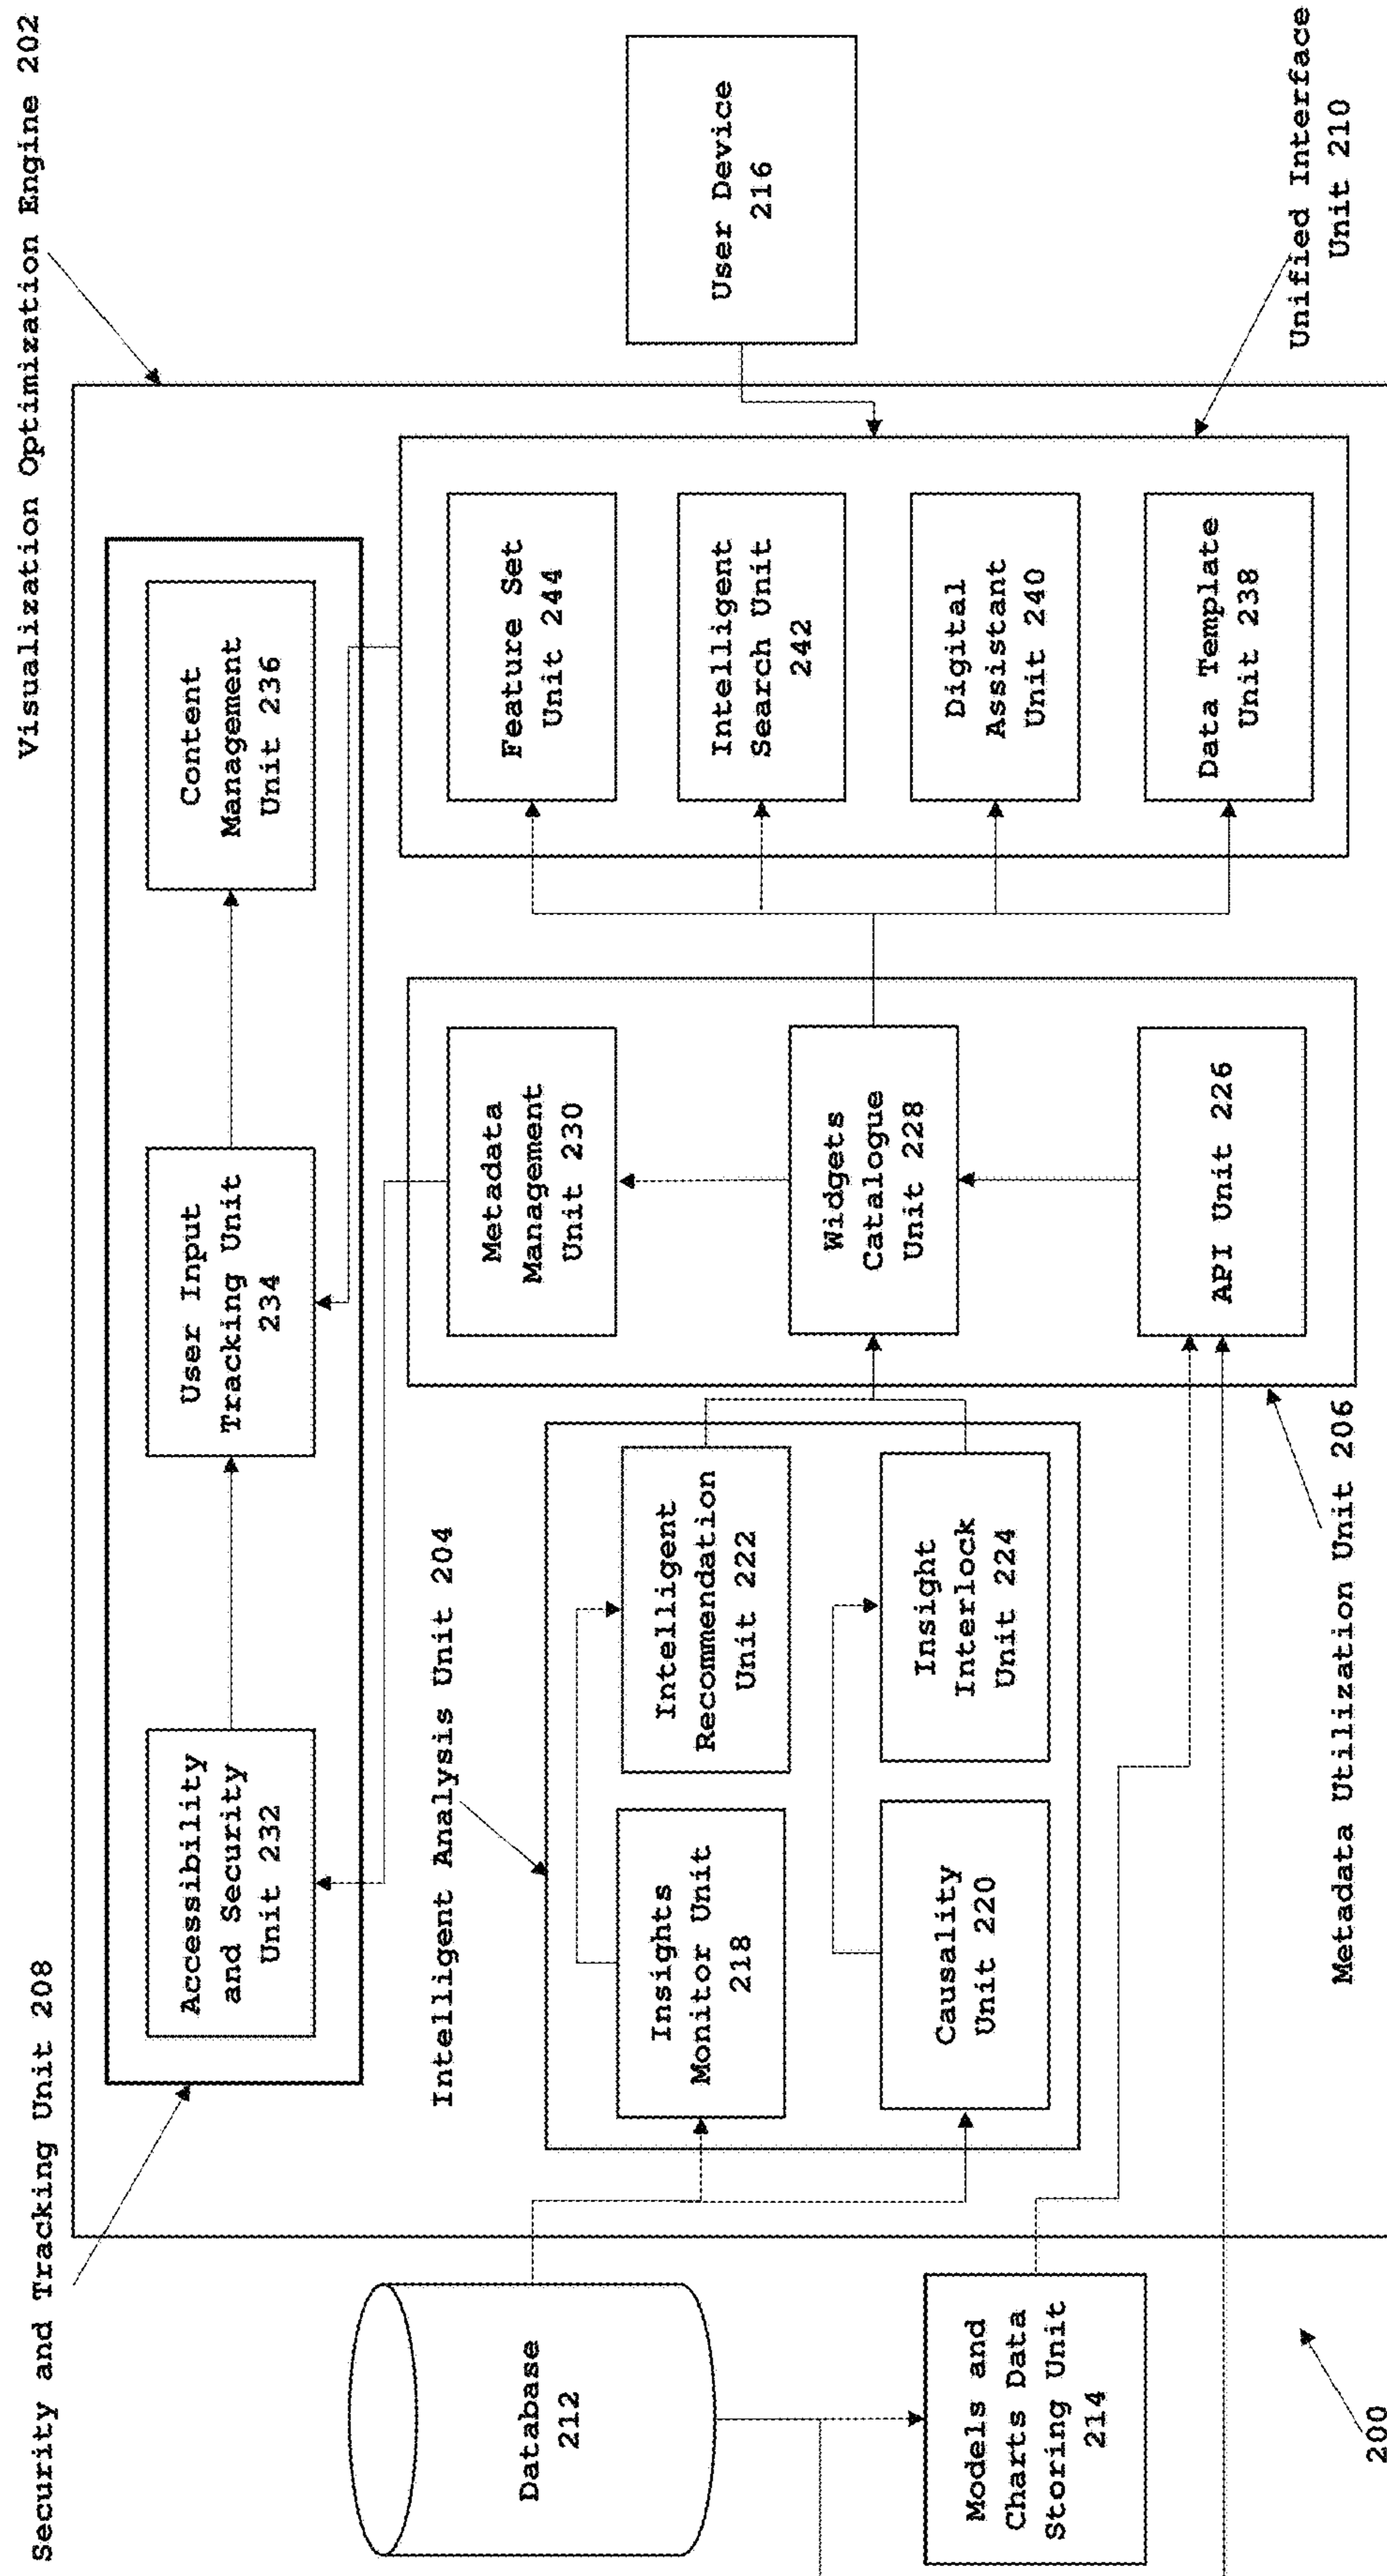 Visualization Optimization Engine 202
Security and Tracking Unit 208
Accessibility
and Security
Unit 232
User Input
Tracking Unit
234
Content
Management
Unit 236
Intelligent Analysis Unit 204
Database
212
Insights
Monitor Unit
218
Intelligent
Recommendation
Unit 222
Metadata
Management
Unit 230
Feature Set
Unit 244
User Device
216
Intelligent
Search Unit
242
Widgets
Catalogue
Unit 228
Causality
Unit 220
Insight
Interlock
Unit 224
Digital
Assistant
Unit 240
Models and
Charts Data
Storing Unit
214
API Unit 226
Data Template
Unit 238
Metadata Utilization Unit 206
Unified Interface
Unit 210
200